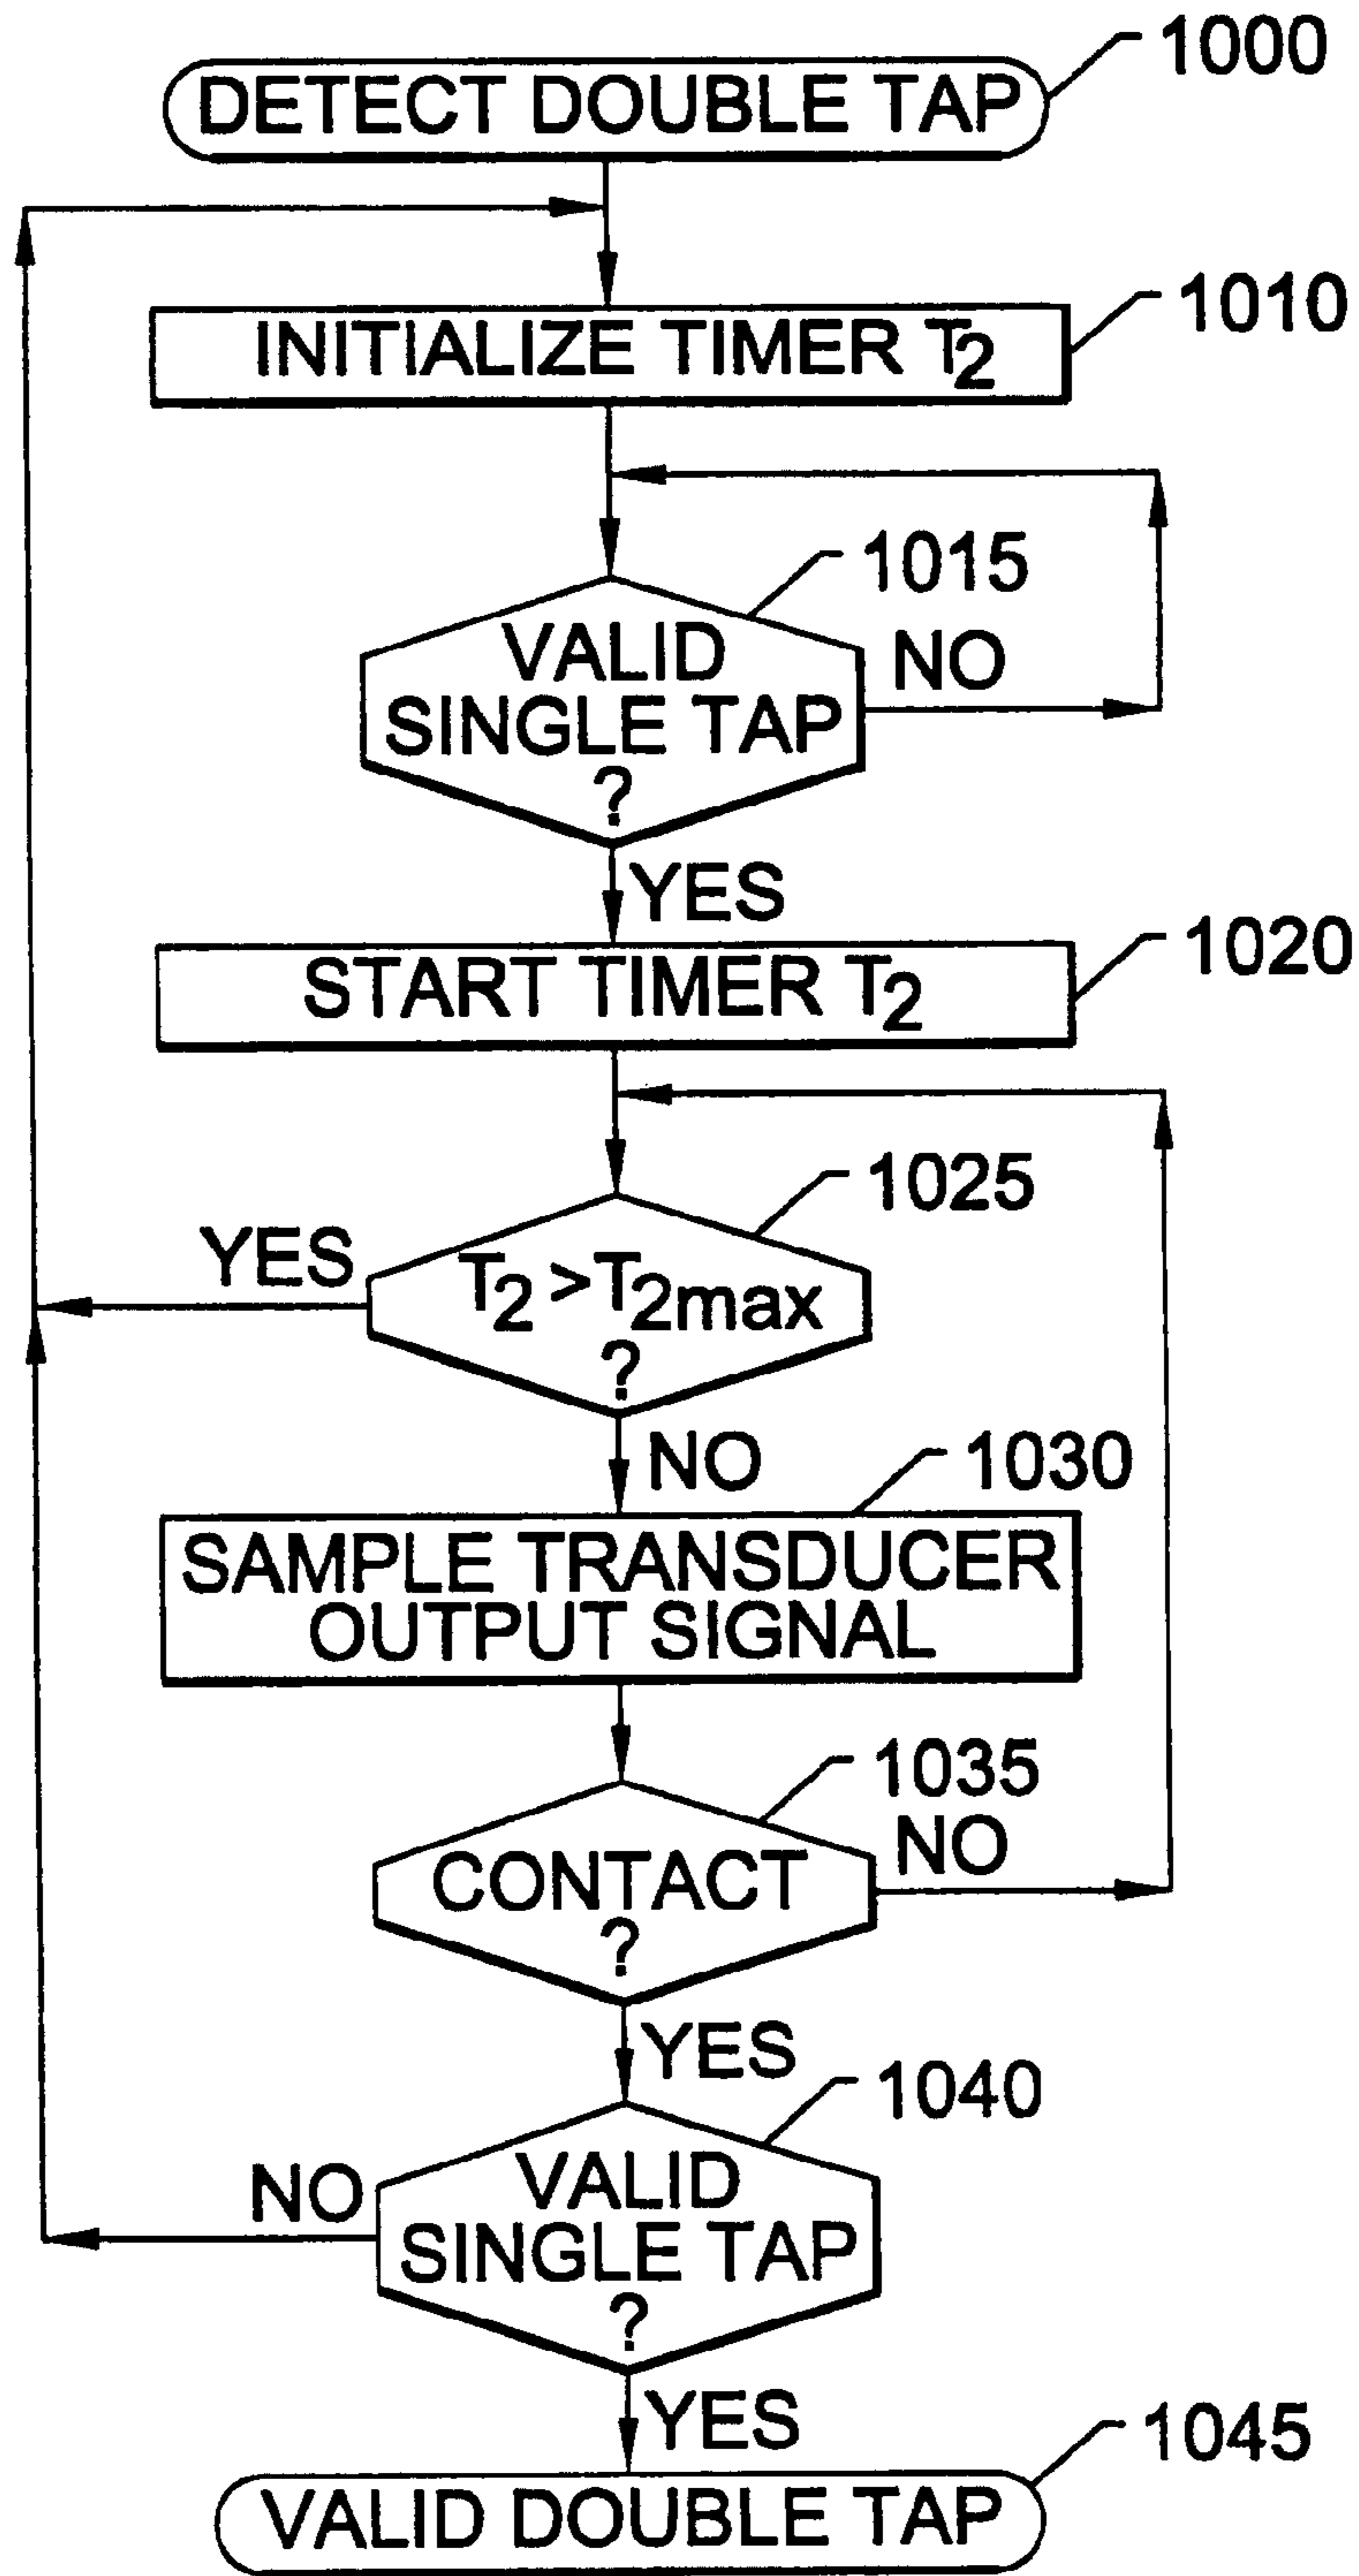 1000
DETECT DOUBLE TAP
1010
INITIALIZE TIMER T2
1015
VALID
SINGLE TAP
?
NO
YES
1020
START TIMER T2
1025
YES
T2 >T2max
?
NO
1030
SAMPLE TRANSDUCER
OUTPUT SIGNAL
1035
CONTACT
?
NO
YES
1040
NO
VALID
SINGLE TAP
?
YES
1045
VALID DOUBLE TAP